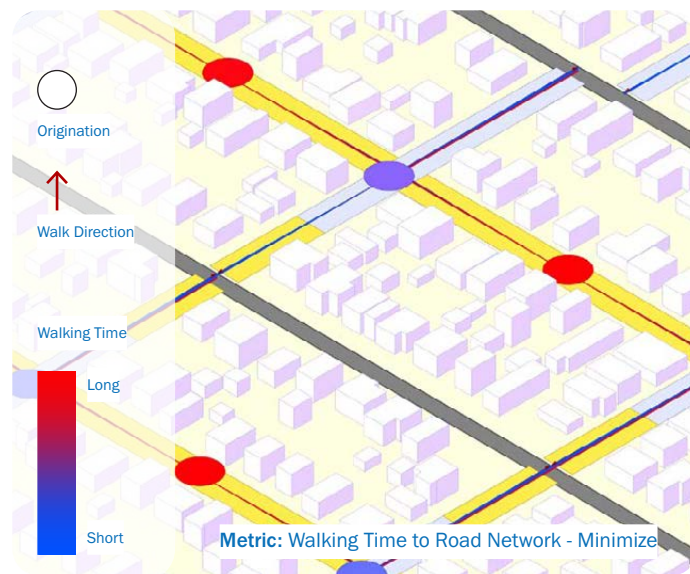 Origination
Walk Direction
Walking Time
Long
Short
Metric: Walking Time to Road Network - Minimize